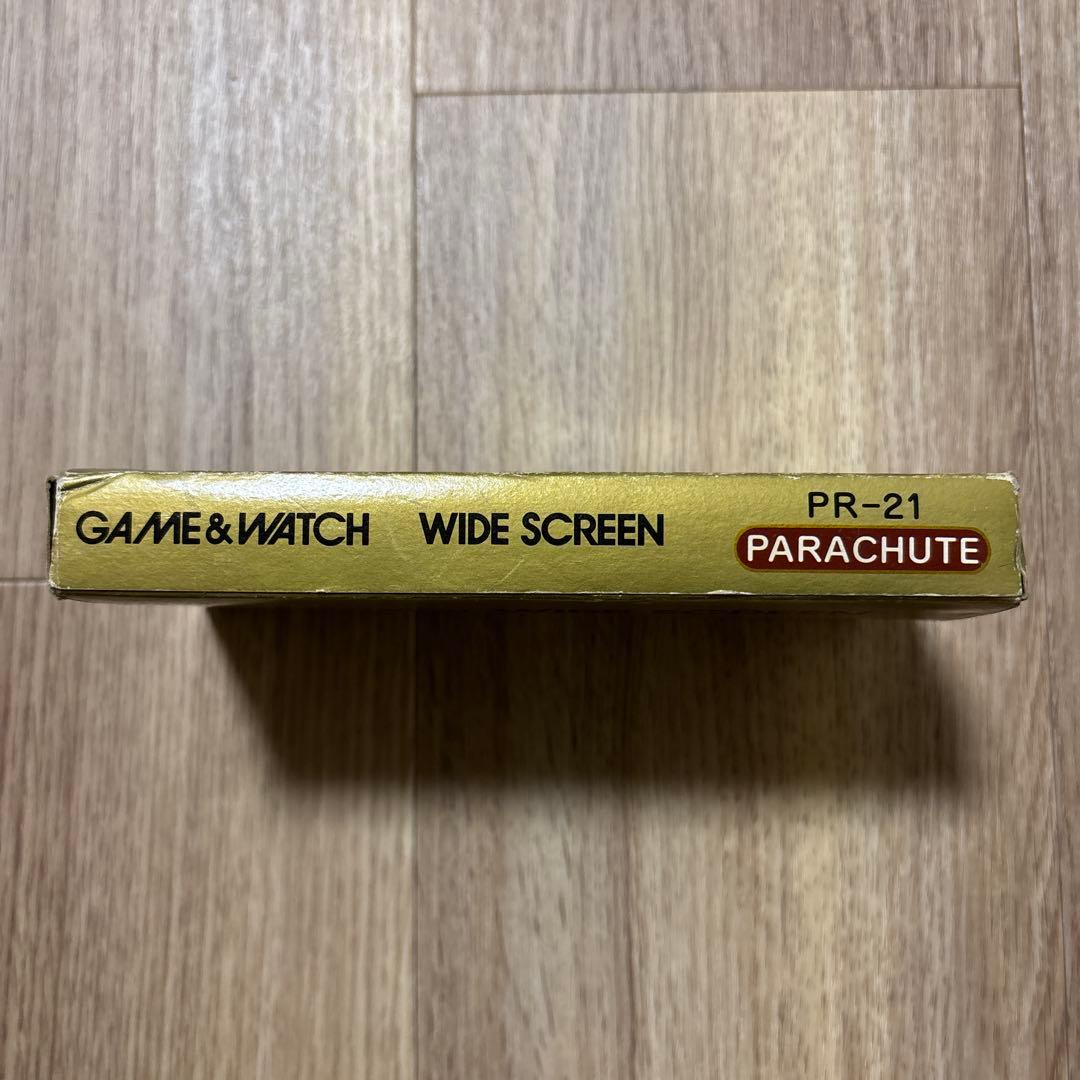 GAME&WATCH WIDE SCREEN
PR-21
PARACHUTE